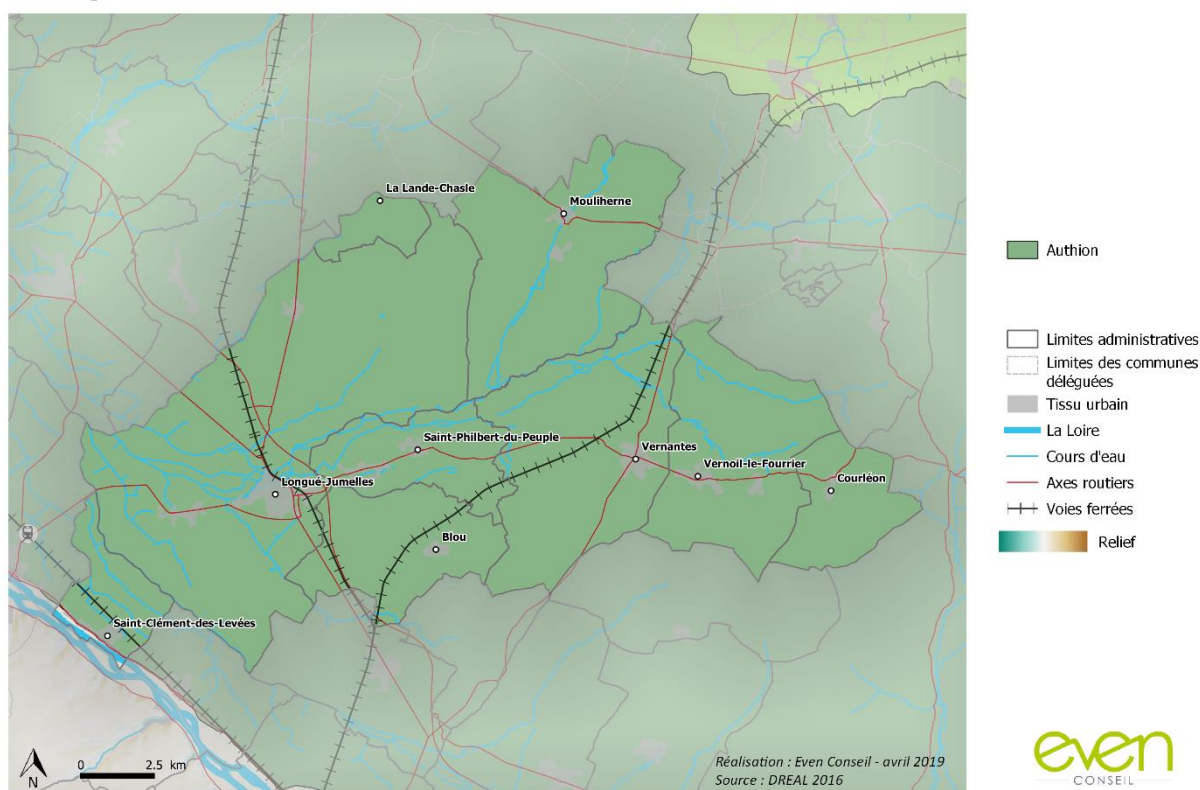 La Lande-Chasle
Mouliherne
Saint-Philbert-du-Peuple
Vernantes
Vernoil-le-Fourrier
Courléon
Longué-Jumelles
Blou
Saint-Clément-des-Levées
N
0 2.5 km
Réalisation : Even Conseil - avril 2019
Source : DREAL 2016
Authion
Limites administratives
Limites des communes
déléguées
Tissu urbain
La Loire
Cours d'eau
Axes routiers
Voies ferrées
Relief
even
CONSEIL